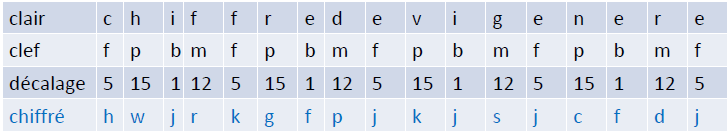 clair c h i f f r e d e v i g e n e r e
clef f p b m f p b m f p b m f p b m f
décalage 5 15 1 12 5 15 1 12 5 15 1 12 5 15 1 12 5
chiffré h w j r k g f p j k j s j c f d j